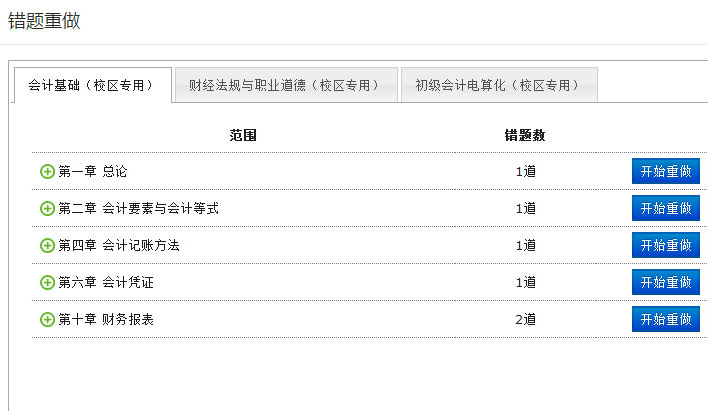 错题重做
会计基础（校区专用） 财经法规与职业道德（校区专用） 初级会计电算化（校区专用）
范围 错题数
第一章 总论 1道 开始重做
第二章 会计要素与会计等式 1道 开始重做
第四章 会计记账方法 1道 开始重做
第六章 会计凭证 1道 开始重做
第十章 财务报表 2道 开始重做